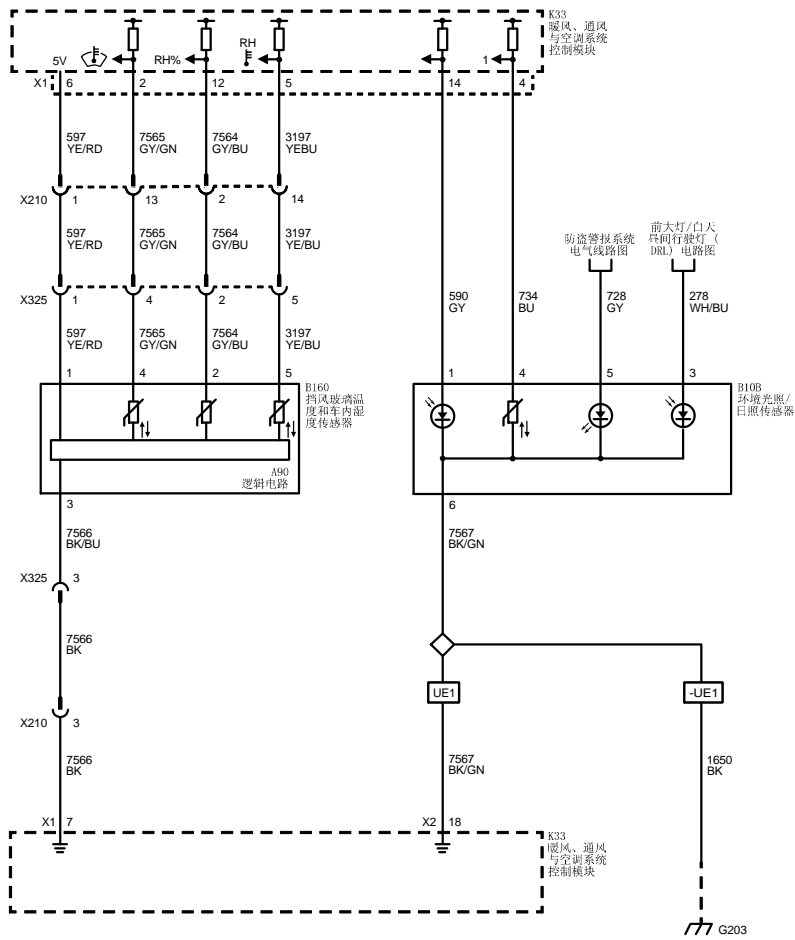 K33
暖风、通风
与空调系统
控制模块
5V
RH%
RH
1
X1
6
2
12
5
14
4
597
YE/RD
7565
GY/GN
7564
GY/BU
3197
YEBU
X210
1
13
2
14
597
YE/RD
7565
GY/GN
7564
GY/BU
3197
YE/BU
防盗警报系统
电气线路图
前大灯/白天
昼间行驶灯 (
DRL) 电路图
X325
1
4
2
5
590
GY
734
BU
728
GY
278
WH/BU
597
YE/RD
7565
GY/GN
7564
GY/BU
3197
YE/BU
1
4
2
5
1
4
5
3
B160
挡风玻璃温
度和车内湿
度传感器
B10B
环境光照/
日照传感器
A90
逻辑电路
3
6
7566
BK/BU
7567
BK/GN
X325
3
7566
BK
UE1
-UE1
X210
3
7566
BK
7567
BK/GN
1650
BK
X1
7
X2
18
K33
暖风、通风
与空调系统
控制模块
G203